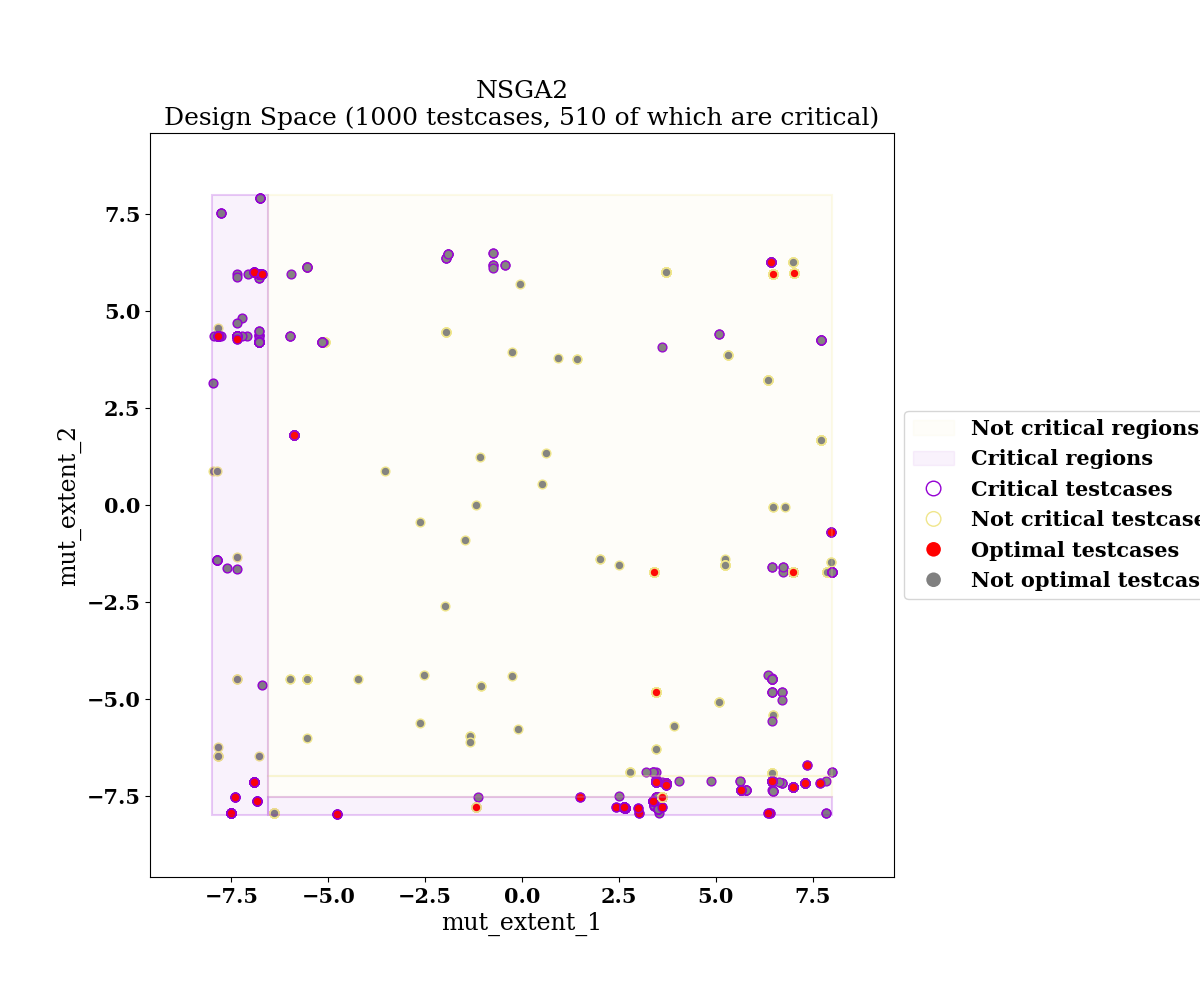 NSGA2
Design Space (1000 testcases, 510 of which are critical)
7.5
5.0
2.5
0.0
−2.5
−5.0
−7.5
mut_extent_2
−7.5
−5.0
−2.5
0.0
2.5
5.0
7.5
mut_extent_1
Not critical regions
Critical regions
Critical testcases
Not critical testcase
Optimal testcases
Not optimal testcas